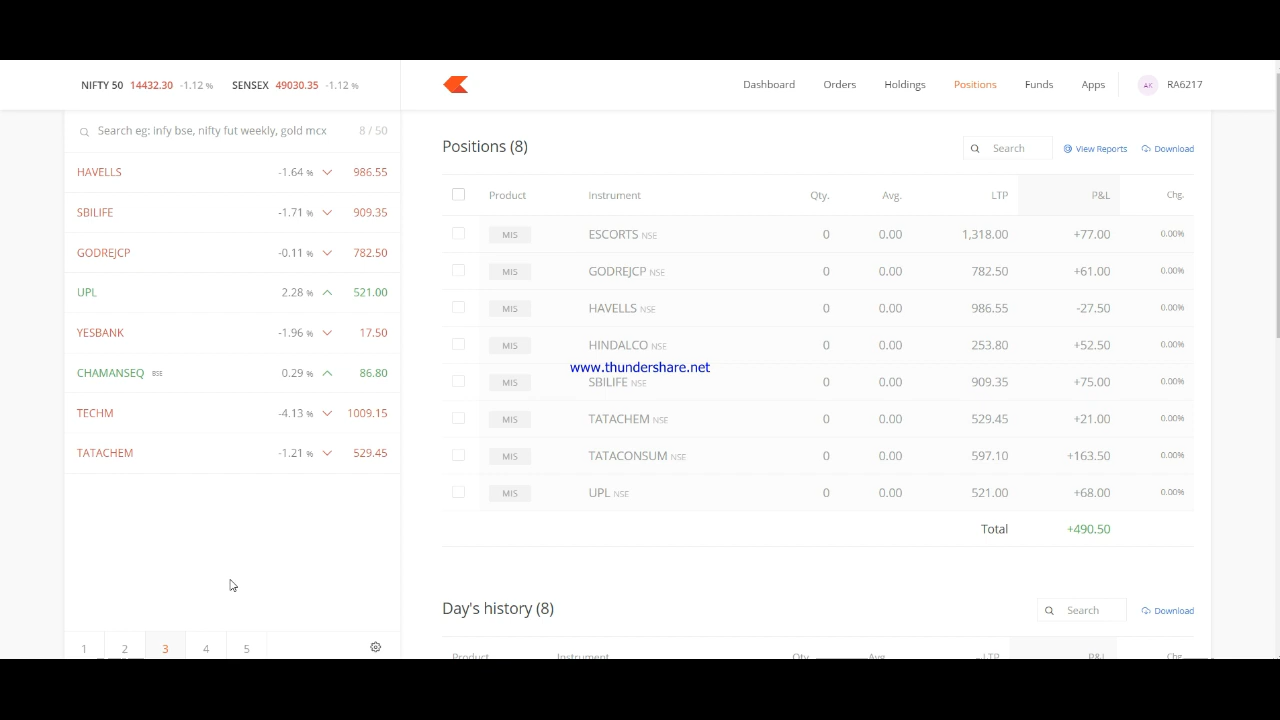 NIFTY 50 14432.30 -1.12 % SENSEX 49030.35 -1.12 %
Dashboard Orders Holdings Positions Funds Apps AK RA6217
Search eg: infy bse, nifty fut weekly, gold mcx 8 / 50
HAVELLS -1.64 % 986.55
SBILIFE -1.71 % 909.35
GODREJCP -0.11 % 782.50
UPL 2.28 % 521.00
YESBANK -1.96 % 17.50
CHAMANSEQ BSE 0.29 % 86.80
TECHM -4.13 % 1009.15
TATACHEM -1.21 % 529.45
1 2 3 4 5
Positions (8) Search View Reports Download
Product Instrument Qty. Avg. LTP P&L Chg.
MIS ESCORTS NSE 0 0.00 1,318.00 +77.00 0.00%
MIS GODREJCP NSE 0 0.00 782.50 +61.00 0.00%
MIS HAVELLS NSE 0 0.00 986.55 -27.50 0.00%
MIS HINDALCO NSE 0 0.00 253.80 +52.50 0.00%
www.thundershare.net
MIS SBILIFE NSE 0 0.00 909.35 +75.00 0.00%
MIS TATACHEM NSE 0 0.00 529.45 +21.00 0.00%
MIS TATACONSUM NSE 0 0.00 597.10 +163.50 0.00%
MIS UPL NSE 0 0.00 521.00 +68.00 0.00%
Total +490.50
Day's history (8) Search Download
Product Instrument Qty. Avg. LTP P&L Chg.